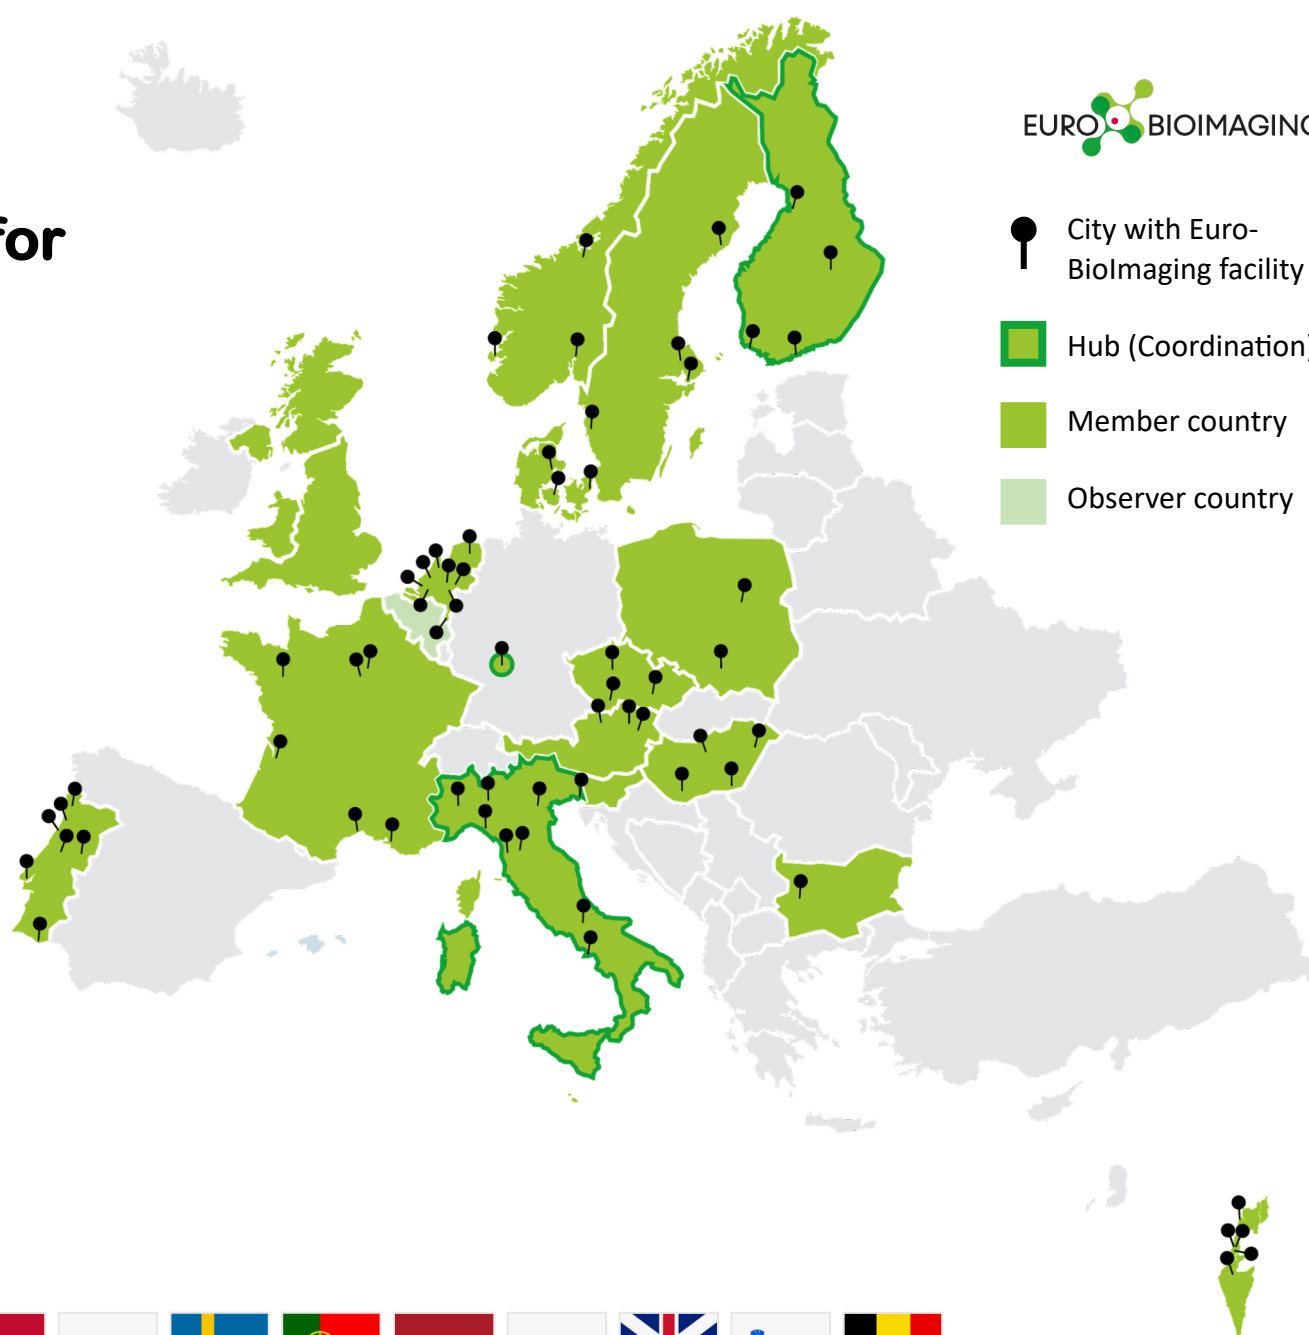 for
EURO BIOIMAGING
City with Euro-
BioImaging facility
Hub (Coordination)
Member country
Observer country